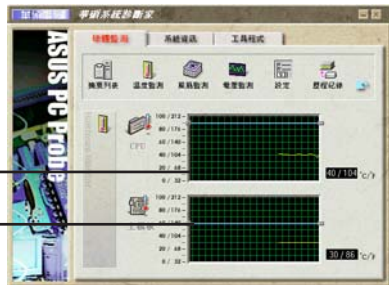 華碩系統診斷家
硬體監測
系統資訊
工具程式
ASUS PC Probe
摘要列表
溫度監測
風扇監測
電壓監測
設定
歷程記錄
CPU
100 / 212
80 / 176
60 / 140
40 / 104
20 / 68
0 / 32
40 / 104 °c/F
主機板
100 / 212
80 / 176
60 / 140
40 / 104
20 / 68
0 / 32
30 / 86 °c/F